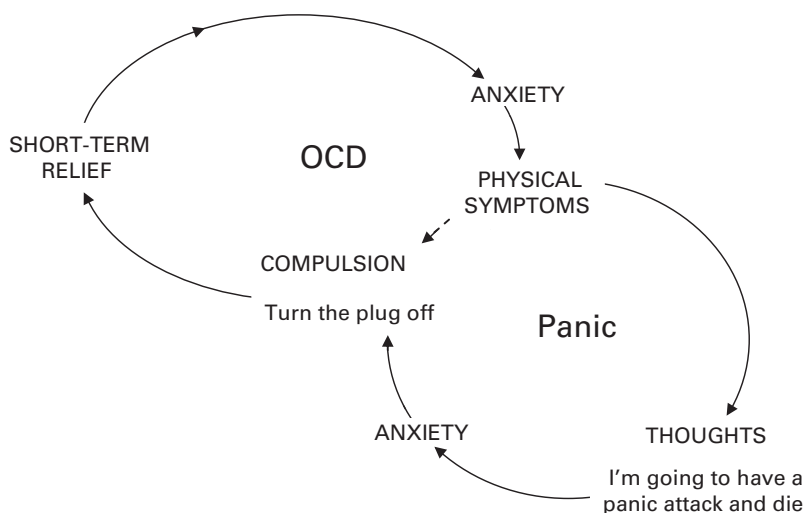 ANXIETY
SHORT-TERM
RELIEF
OCD
PHYSICAL
SYMPTOMS
COMPULSION
Turn the plug off
Panic
ANXIETY
THOUGHTS
I'm going to have a
panic attack and die